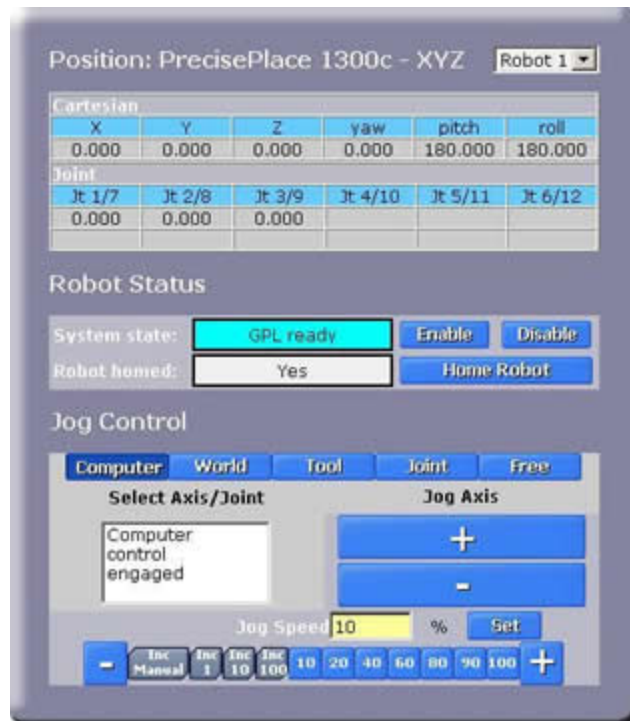 Position: PrecisePlace 1300c - XYZ Robot 1
Cartesian
X Y Z yaw pitch roll
0.000 0.000 0.000 0.000 180.000 180.000
Joint
Jt 1/7 Jt 2/8 Jt 3/9 Jt 4/10 Jt 5/11 Jt 6/12
0.000 0.000 0.000
Robot Status
System state: GPL ready Enable Disable
Robot homed: Yes Home Robot
Jog Control
Computer World Tool Joint Free
Select Axis/Joint Jog Axis
Computer
control
engaged
+
-
Jog Speed 10 % Set
- Inc Manual Inc 1 Inc 10 Inc 100 10 20 40 60 80 90 100 +